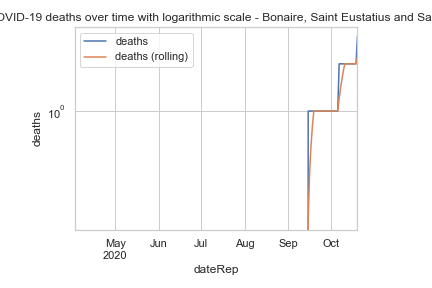 OVID-19 deaths over time with logarithmic scale - Bonaire, Saint Eustatius and Sa
deaths
deaths (rolling)
10⁰
deaths
May
2020
Jun
Jul
Aug
Sep
Oct
dateRep